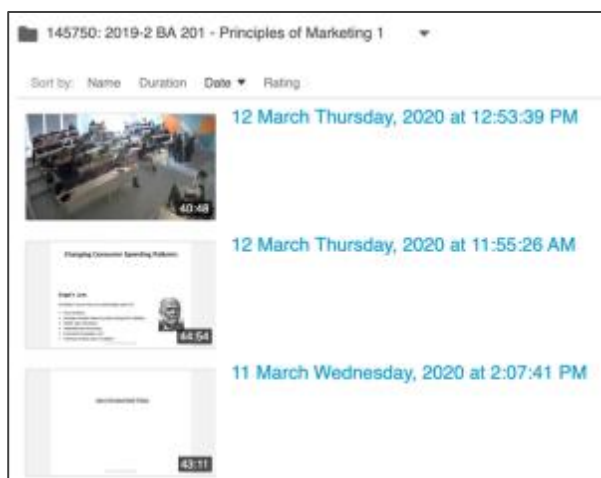 145750: 2019-2 BA 201 - Principles of Marketing 1
Sort by: Name Duration Date Rating
12 March Thursday, 2020 at 12:53:39 PM
40:48
12 March Thursday, 2020 at 11:55:26 AM
Changing Consumer Spending Patterns
Engel's Law
44:54
11 March Wednesday, 2020 at 2:07:41 PM
43:11